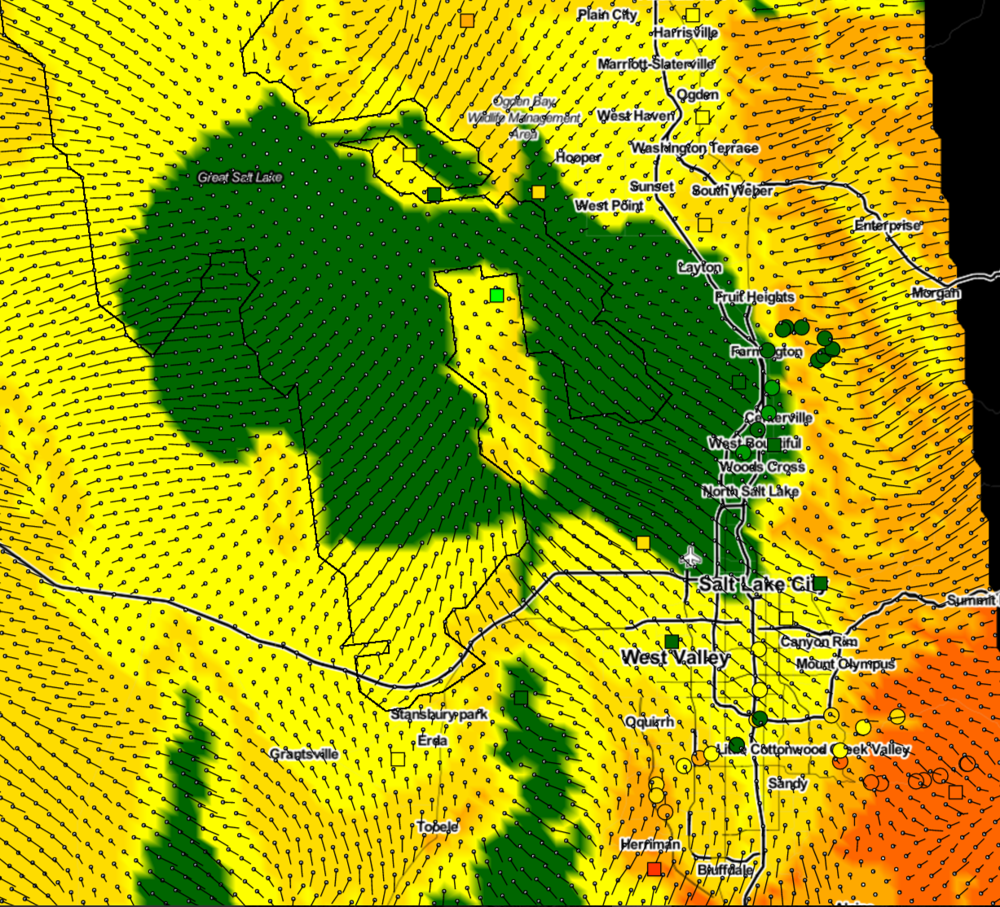 Plain City
Harrisville
Marriott-Slaterville
Ogden
Ogden Bay
Wildlife Management
Area
West Haven
Washington Terrace
Hooper
Great Salt Lake
Sunset
South Weber
West Point
Enterprise
Layton
Morgan
Fruit Heights
Farmington
Centerville
West Bountiful
Woods Cross
North Salt Lake
Salt Lake City
Summit
Canyon Rim
West Valley
Mount Olympus
Stansbury park
Oquirrh
Erda
Little Cottonwood Creek Valley
Grantsville
Sandy
Tooele
Herriman
Bluffdale